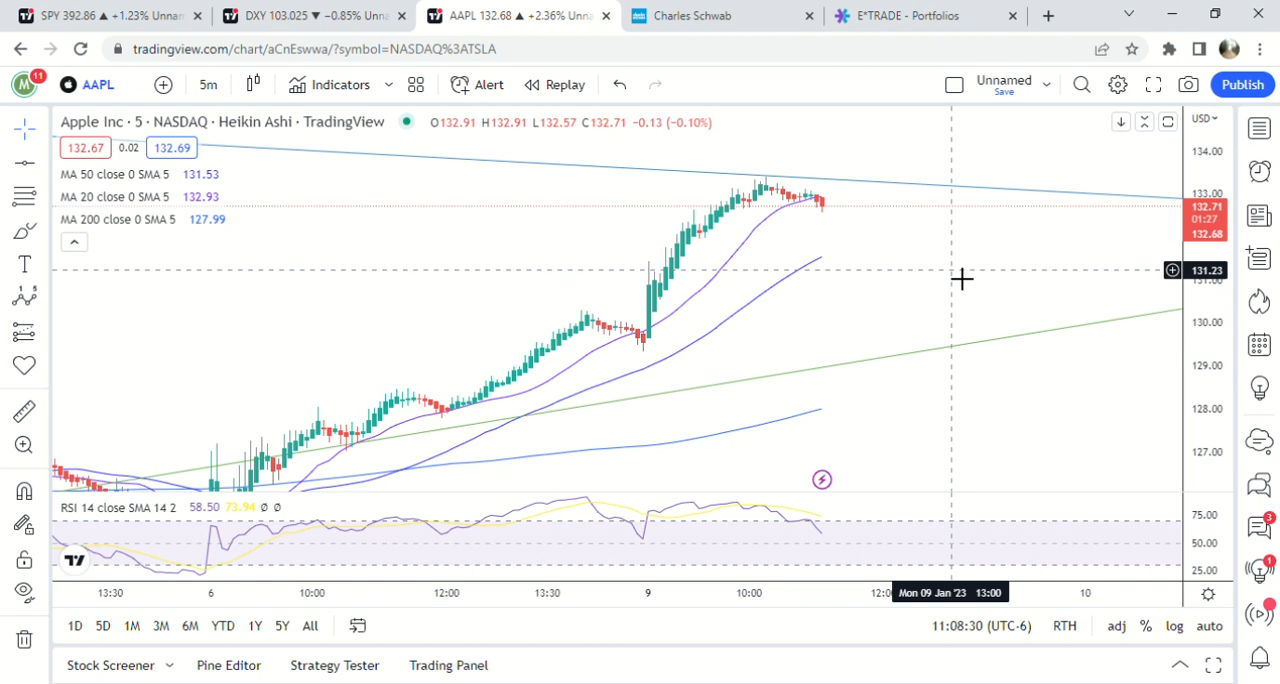 SPY 392.86 ▲ +1.23% Unnan
DXY 103.025 ▼ −0.85% Unna
AAPL 132.68 ▲ +2.36% Unna
Charles Schwab
E*TRADE - Portfolios
tradingview.com/chart/aCnEswwa/?symbol=NASDAQ%3ATSLA
M 11
AAPL
5m
Indicators
Alert
Replay
Unnamed
Save
Publish
Apple Inc · 5 · NASDAQ · Heikin Ashi · TradingView
O132.91 H132.91 L132.57 C132.71 −0.13 (−0.10%)
USD
132.67 0.02 132.69
MA 50 close 0 SMA 5 131.53
MA 20 close 0 SMA 5 132.93
MA 200 close 0 SMA 5 127.99
134.00
133.00
132.71
01:27
132.68
131.23
131.00
130.00
129.00
128.00
127.00
RSI 14 close SMA 14 2 58.50 73.94 Ø Ø
75.00
50.00
25.00
3
1
13:30 6 10:00 12:00 13:30 9 10:00 12:0 Mon 09 Jan '23 13:00 10
1D 5D 1M 3M 6M YTD 1Y 5Y All
11:08:30 (UTC-6) RTH adj % log auto
Stock Screener Pine Editor Strategy Tester Trading Panel